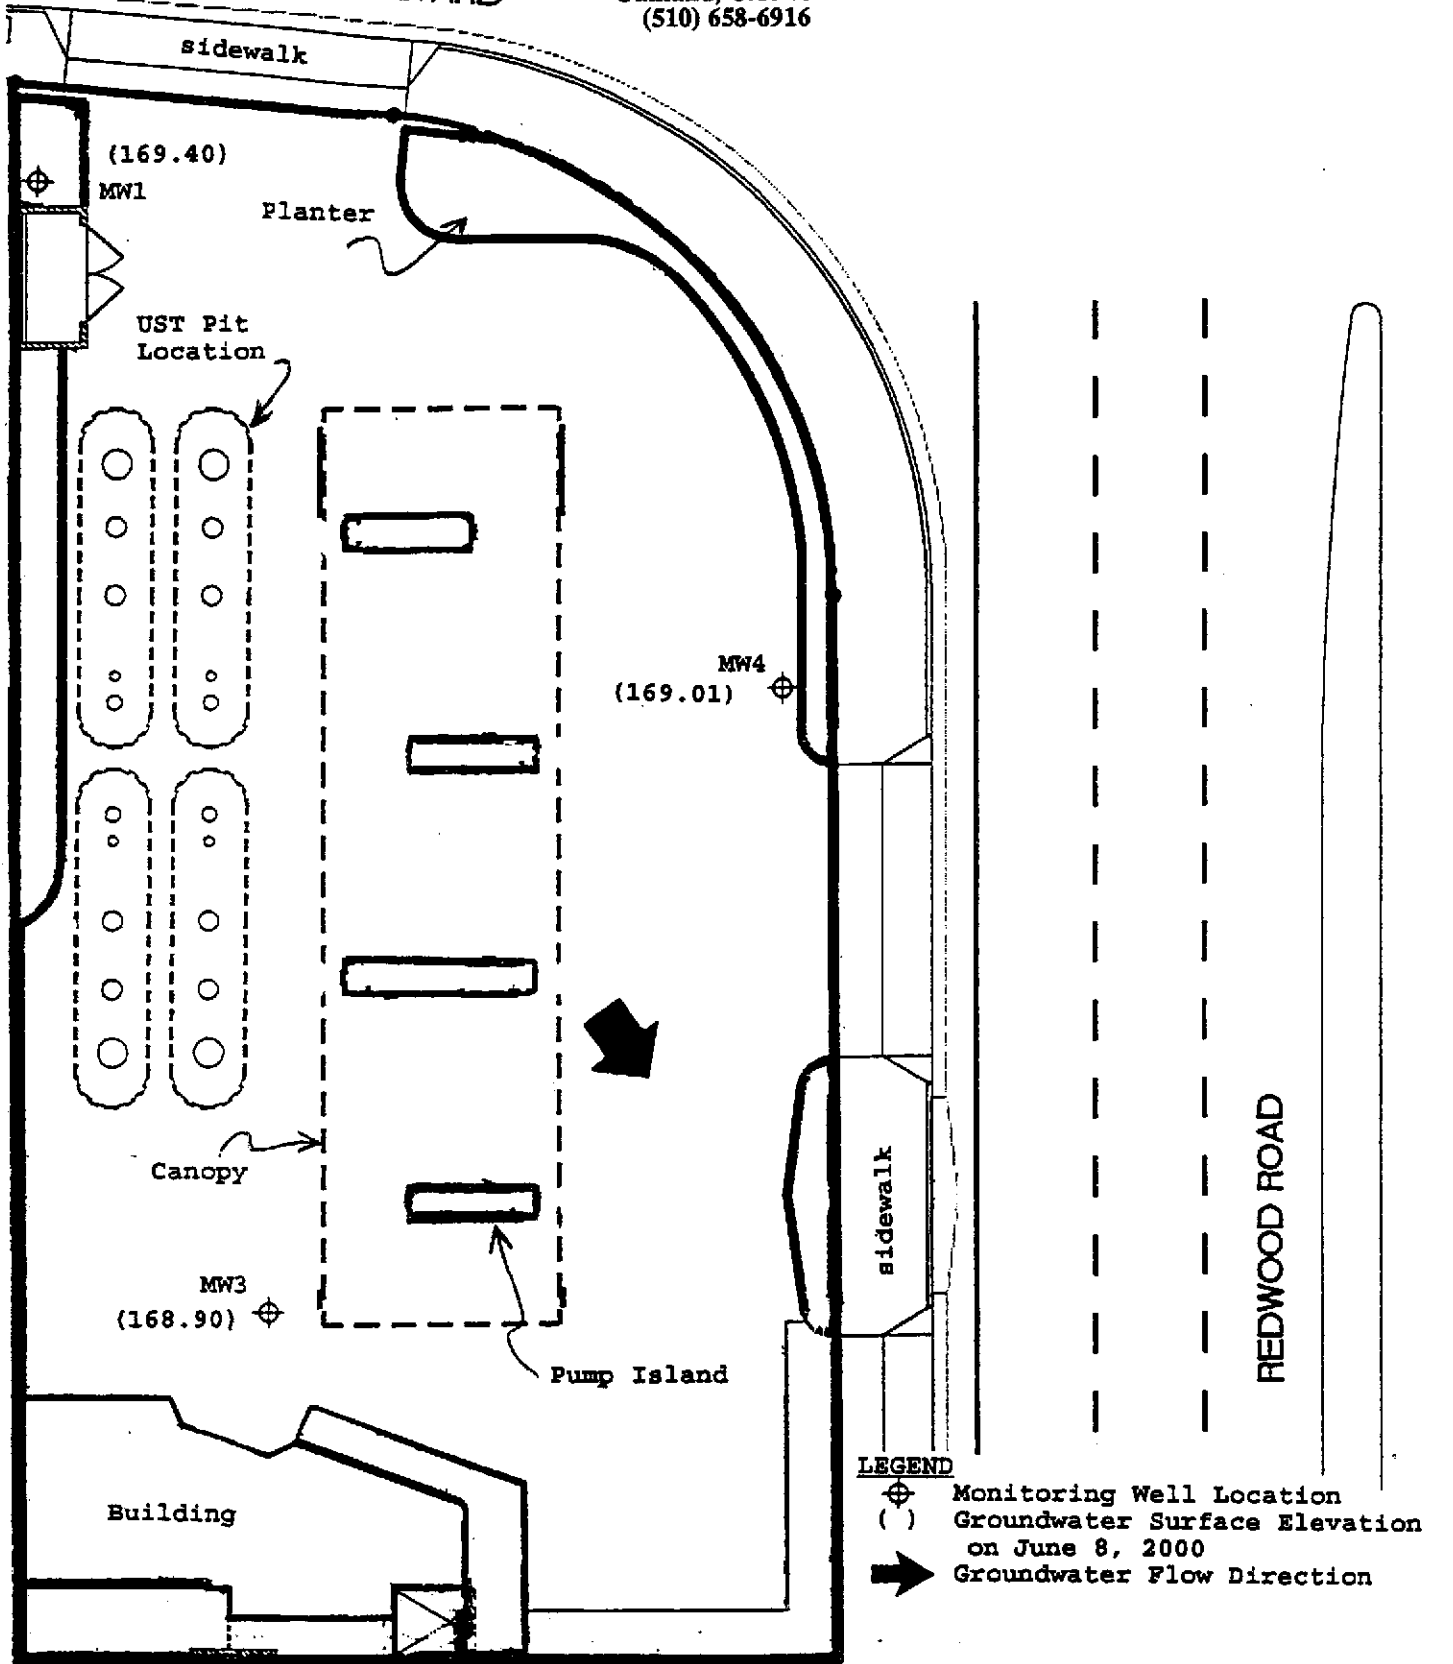 (510) 658-6916
sidewalk
(169.40)
MW1
Planter
UST Pit
Location
MW4
(169.01)
Canopy
sidewalk
REDWOOD ROAD
MW3
(168.90)
Pump Island
Building
LEGEND
Monitoring Well Location
( ) Groundwater Surface Elevation
on June 8, 2000
Groundwater Flow Direction